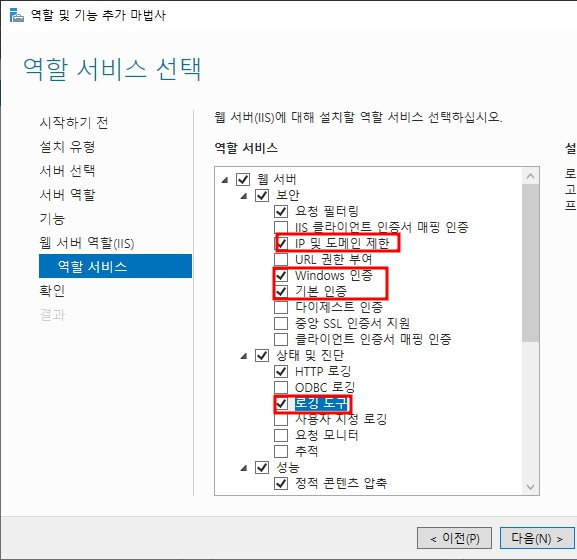 역할 및 기능 추가 마법사
역할 서비스 선택
시작하기 전
설치 유형
서버 선택
서버 역할
기능
웹 서버 역할(IIS)
역할 서비스
확인
결과
웹 서버(IIS)에 대해 설치할 역할 서비스 선택하십시오.
역할 서비스
웹 서버
보안
요청 필터링
IIS 클라이언트 인증서 매핑 인증
IP 및 도메인 제한
URL 권한 부여
Windows 인증
기본 인증
다이제스트 인증
중앙 SSL 인증서 지원
클라이언트 인증서 매핑 인증
상태 및 진단
HTTP 로깅
ODBC 로깅
로깅 도구
사용자 지정 로깅
요청 모니터
추적
성능
정적 콘텐츠 압축
설
로
고
프
< 이전(P)
다음(N) >